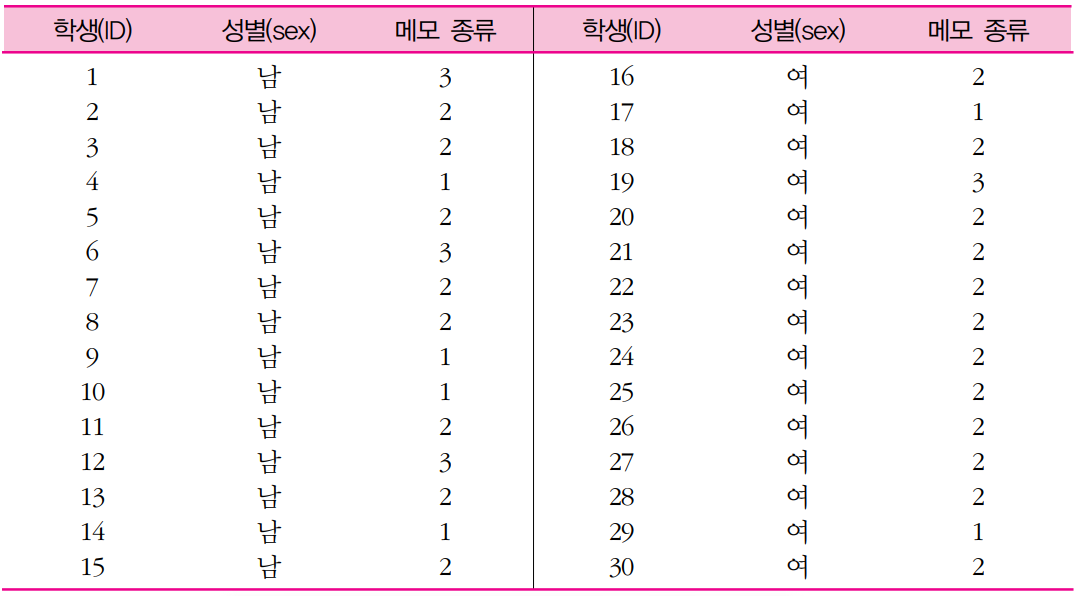 학생(ID) 성별(sex) 메모 종류 학생(ID) 성별(sex) 메모 종류
1 남 3 16 여 2
2 남 2 17 여 1
3 남 2 18 여 2
4 남 1 19 여 3
5 남 2 20 여 2
6 남 3 21 여 2
7 남 2 22 여 2
8 남 2 23 여 2
9 남 1 24 여 2
10 남 1 25 여 2
11 남 2 26 여 2
12 남 3 27 여 2
13 남 2 28 여 2
14 남 1 29 여 1
15 남 2 30 여 2